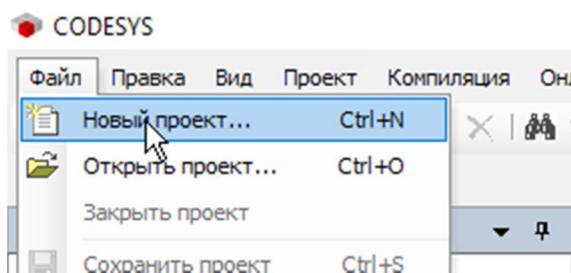 CODESYS
Файл Правка Вид Проект Компиляция
Новый проект... Ctrl+N
Открыть проект... Ctrl+O
Закрыть проект
Сохранить проект Ctrl+S